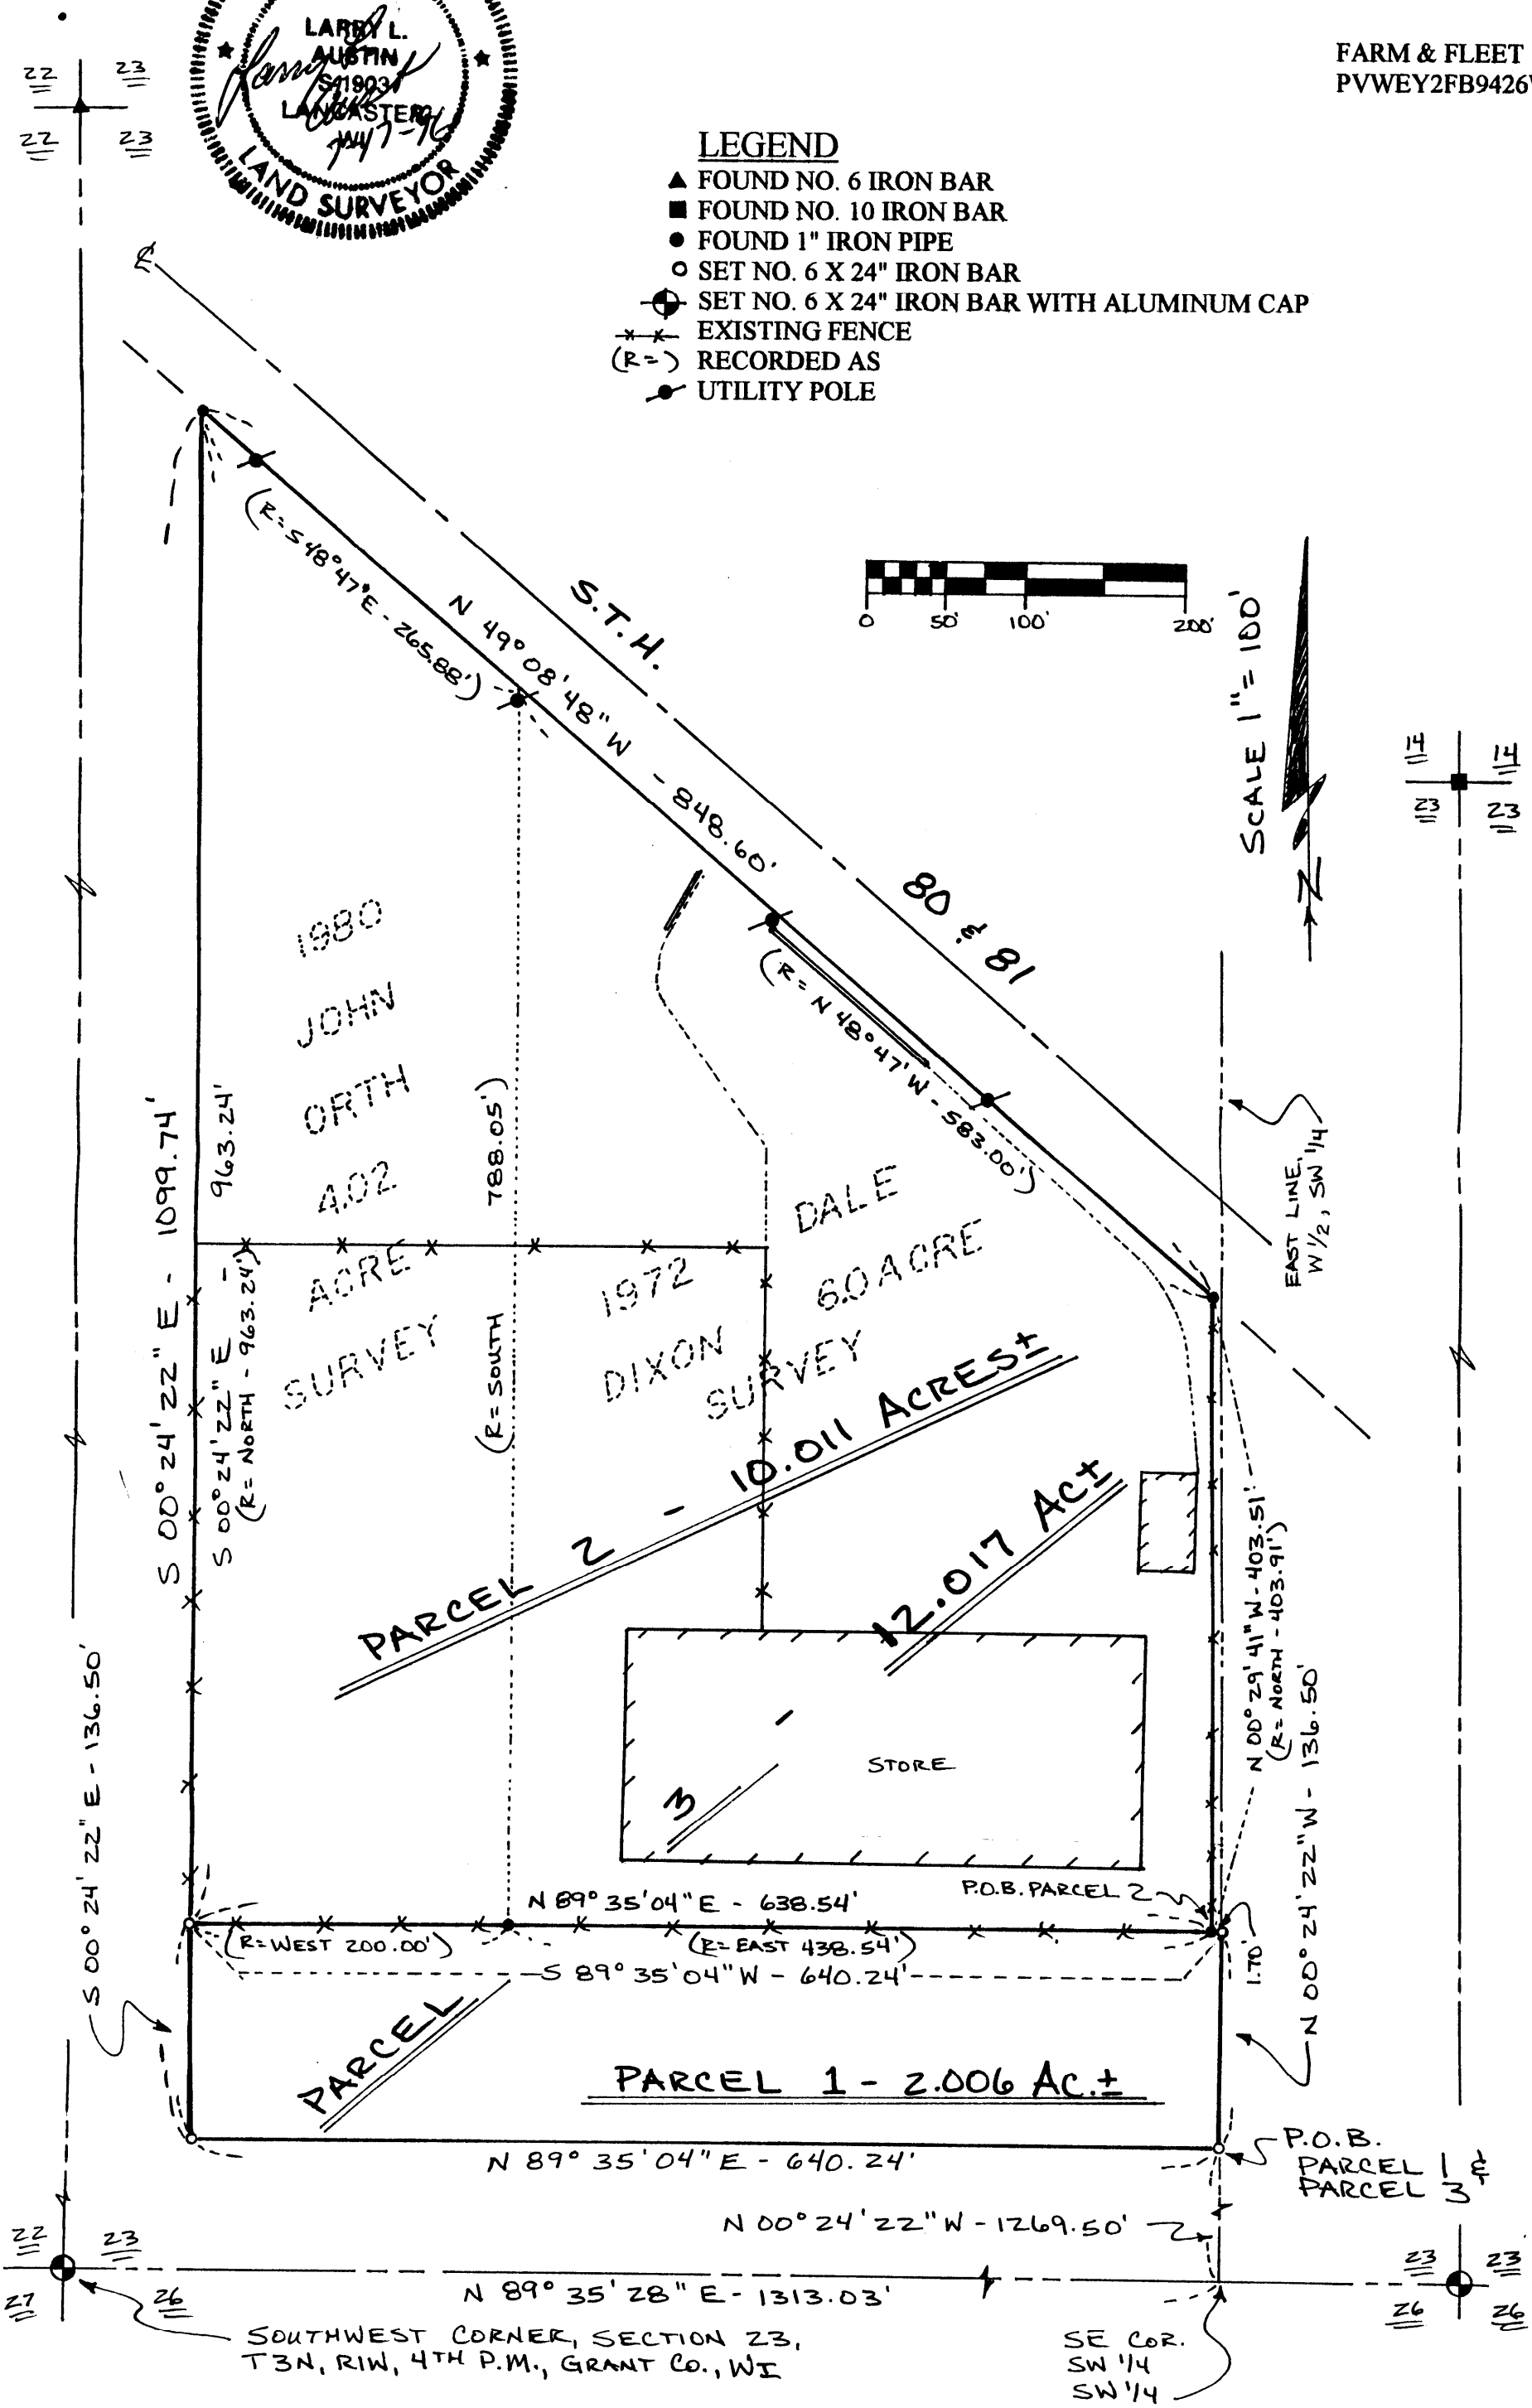 LARRY L.
AUSTIN
S-1903
LANCASTER
WI
LAND SURVEYOR
FARM & FLEET
PVWEY2FB9426
22 23
22 23
LEGEND
FOUND NO. 6 IRON BAR
FOUND NO. 10 IRON BAR
FOUND 1" IRON PIPE
SET NO. 6 X 24" IRON BAR
SET NO. 6 X 24" IRON BAR WITH ALUMINUM CAP
EXISTING FENCE
(R=) RECORDED AS
UTILITY POLE
℄
(R=S 48°47'E - 265.88')
N 49°08'48" W - 848.60'
S.T.H. 80 & 81
(R= N 48°47'W - 583.00')
0 50' 100' 200'
SCALE 1"= 100'
N
14 14
23 23
1980
JOHN
ORTH
4.02
ACRE
SURVEY
1972
DALE
DIXON
6.0 ACRE
SURVEY
S 00°24'22" E - 1099.74'
S 00°24'22" E - 963.24'
(R= NORTH - 963.24')
(R= SOUTH 788.05')
EAST LINE,
W 1/2, SW 1/4
PARCEL 2 - 10.011 ACRES±
PARCEL 3 - 12.017 AC±
STORE
N 00°29'41" W - 403.51'
(R= NORTH - 403.91')
N 00°24'22" W - 136.50'
S 00°24'22" E - 136.50'
P.O.B. PARCEL 2
N 89°35'04" E - 638.54'
(R=WEST 200.00')
(R=EAST 438.54')
S 89°35'04" W - 640.24'
1.70'
PARCEL 1 - 2.006 AC.±
N 89°35'04" E - 640.24'
P.O.B.
PARCEL 1 &
PARCEL 3
N 00°24'22" W - 1269.50'
22 23
27 26
N 89°35'28" E - 1313.03'
23 23
26 26
SOUTHWEST CORNER, SECTION 23,
T3N, R1W, 4TH P.M., GRANT CO., WI
SE COR.
SW 1/4
SW 1/4